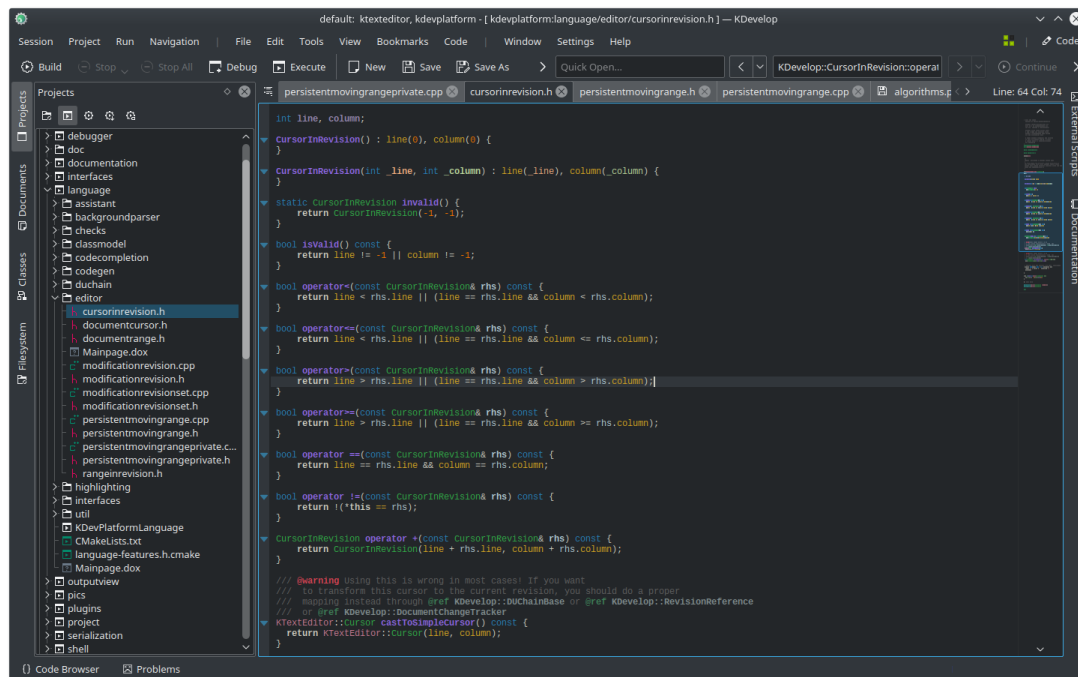 default:  ktexteditor, kdevplatform - [ kdevplatform:language/editor/cursorinrevision.h ] — KDevelop
Session Project Run Navigation | File Edit Tools View Bookmarks Code | Window Settings Help
Code
Build Stop Stop All Debug Execute New Save Save As Quick Open... KDevelop::CursorInRevision::operat Continue
Projects
persistentmovingrangeprivate.cpp cursorinrevision.h persistentmovingrange.h persistentmovingrange.cpp algorithms.p Line: 64 Col: 74
Projects
Documents
Classes
Filesystem
debugger
doc
documentation
interfaces
language
assistant
backgroundparser
checks
classmodel
codecompletion
codegen
duchain
editor
cursorinrevision.h
documentcursor.h
documentrange.h
Mainpage.dox
modificationrevision.cpp
modificationrevision.h
modificationrevisionset.cpp
modificationrevisionset.h
persistentmovingrange.cpp
persistentmovingrange.h
persistentmovingrangeprivate.c...
persistentmovingrangeprivate.h
rangeinrevision.h
highlighting
interfaces
util
KDevPlatformLanguage
CMakeLists.txt
language-features.h.cmake
Mainpage.dox
outputview
pics
plugins
project
serialization
shell
int line, column;
CursorInRevision() : line(0), column(0) {
}
CursorInRevision(int _line, int _column) : line(_line), column(_column) {
}
static CursorInRevision invalid() {
return CursorInRevision(-1, -1);
}
bool isValid() const {
return line != -1 || column != -1;
}
bool operator<(const CursorInRevision& rhs) const {
return line < rhs.line || (line == rhs.line && column < rhs.column);
}
bool operator<=(const CursorInRevision& rhs) const {
return line < rhs.line || (line == rhs.line && column <= rhs.column);
}
bool operator>(const CursorInRevision& rhs) const {
return line > rhs.line || (line == rhs.line && column > rhs.column);
}
bool operator>=(const CursorInRevision& rhs) const {
return line > rhs.line || (line == rhs.line && column >= rhs.column);
}
bool operator ==(const CursorInRevision& rhs) const {
return line == rhs.line && column == rhs.column;
}
bool operator !=(const CursorInRevision& rhs) const {
return !(*this == rhs);
}
CursorInRevision operator +(const CursorInRevision& rhs) const {
return CursorInRevision(line + rhs.line, column + rhs.column);
}
/// @warning Using this is wrong in most cases! If you want
///  to transform this cursor to the current revision, you should do a proper
///  mapping instead through @ref KDevelop::DUChainBase or @ref KDevelop::RevisionReference
///  or @ref KDevelop::DocumentChangeTracker
KTextEditor::Cursor castToSimpleCursor() const {
return KTextEditor::Cursor(line, column);
}
External Scripts
Documentation
{} Code Browser Problems